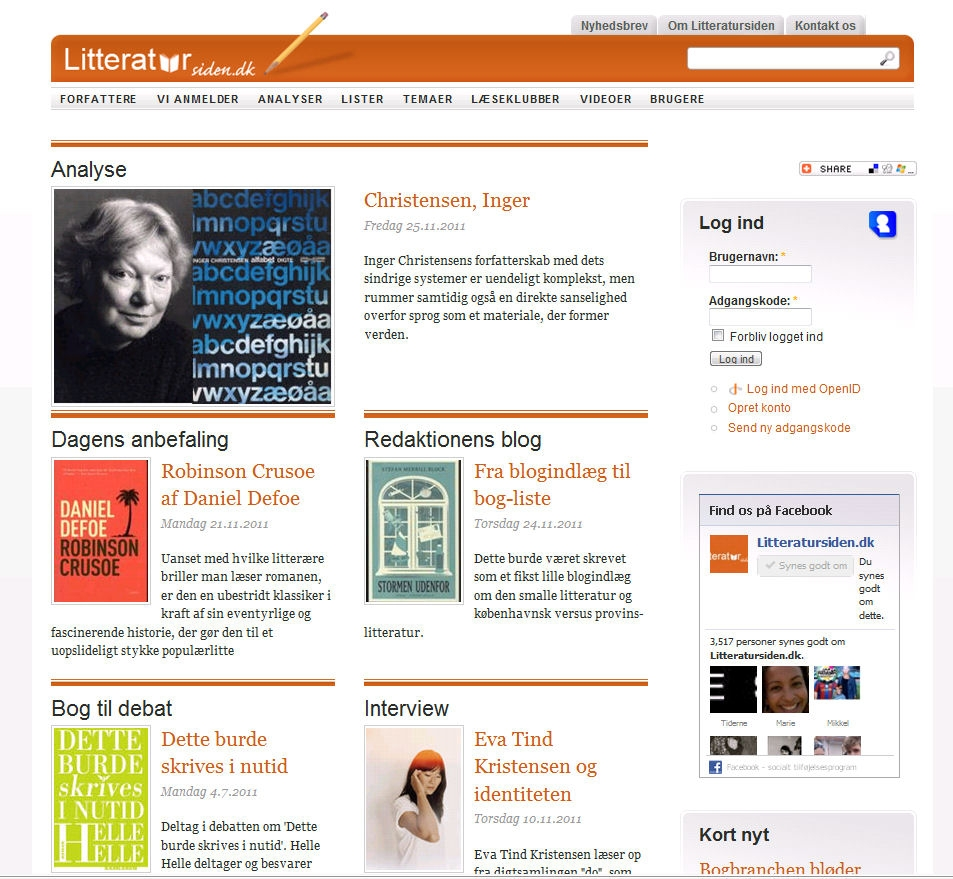 Nyhedsbrev Om Litteratursiden Kontakt os
Litteratur siden.dk
FORFATTERE VI ANMELDER ANALYSER LISTER TEMAER LÆSEKLUBBER VIDEOER BRUGERE
Analyse
abcdefghijk
lmnopqrstu
vwxyzæøåa
INGER CHRISTENSEN alfabet DIGTE
bcdefghijk
lmnopqrstu
vwxyzæøåa
abcdefghijk
lmnopqrstu
vwxyzæøåa
Christensen, Inger
Fredag 25.11.2011
Inger Christensens forfatterskab med dets
sindrige systemer er uendeligt komplekst, men
rummer samtidig også en direkte sanselighed
overfor sprog som et materiale, der former
verden.
Dagens anbefaling
DANIEL
DEFOE
ROBINSON
CRUSOE
Robinson Crusoe
af Daniel Defoe
Mandag 21.11.2011
Uanset med hvilke litterære
briller man læser romanen,
er den en ubestridt klassiker i
kraft af sin eventyrlige og
fascinerende historie, der gør den til et
uopslideligt stykke populærlitte
Redaktionens blog
STEFAN MERRILL BLOCK
STORMEN UDENFOR
Fra blogindlæg til
bog-liste
Torsdag 24.11.2011
Dette burde været skrevet
som et fikst lille blogindlæg
om den smalle litteratur og
københavnsk versus provins-
litteratur.
Bog til debat
DETTE
BURDE
skrives
I NUTID
HELLE
HELLE
Dette burde
skrives i nutid
Mandag 4.7.2011
Deltag i debatten om 'Dette
burde skrives i nutid'. Helle
Helle deltager og besvarer
Interview
Eva Tind
Kristensen og
identiteten
Torsdag 10.11.2011
Eva Tind Kristensen læser op
fra digtsamlingen "do", som
SHARE ...
Log ind
Brugernavn: *
Adgangskode: *
Forbliv logget ind
Log ind
Log ind med OpenID
Opret konto
Send ny adgangskode
Find os på Facebook
Litteratursiden.dk
Synes godt om
Du
synes
godt
om
dette.
3,517 personer synes godt om
Litteratursiden.dk.
Tiderne Marie Mikkel
Facebook - socialt tilføjelsesprogram
Kort nyt
Bogbranchen bløder